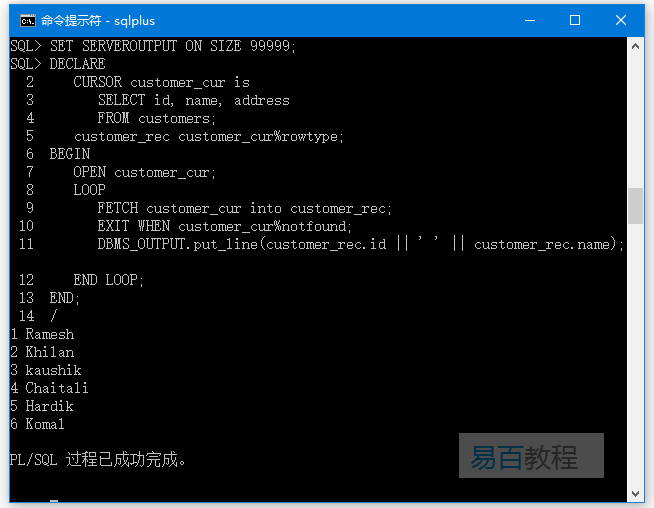 命令提示符 - sqlplus
SQL> SET SERVEROUTPUT ON SIZE 99999;
SQL> DECLARE
  2     CURSOR customer_cur is
  3        SELECT id, name, address
  4        FROM customers;
  5     customer_rec customer_cur%rowtype;
  6  BEGIN
  7     OPEN customer_cur;
  8     LOOP
  9        FETCH customer_cur into customer_rec;
 10        EXIT WHEN customer_cur%notfound;
 11        DBMS_OUTPUT.put_line(customer_rec.id || ' ' || customer_rec.name);
 12     END LOOP;
 13  END;
 14  /
1 Ramesh
2 Khilan
3 kaushik
4 Chaitali
5 Hardik
6 Komal
PL/SQL 过程已成功完成。
易百教程